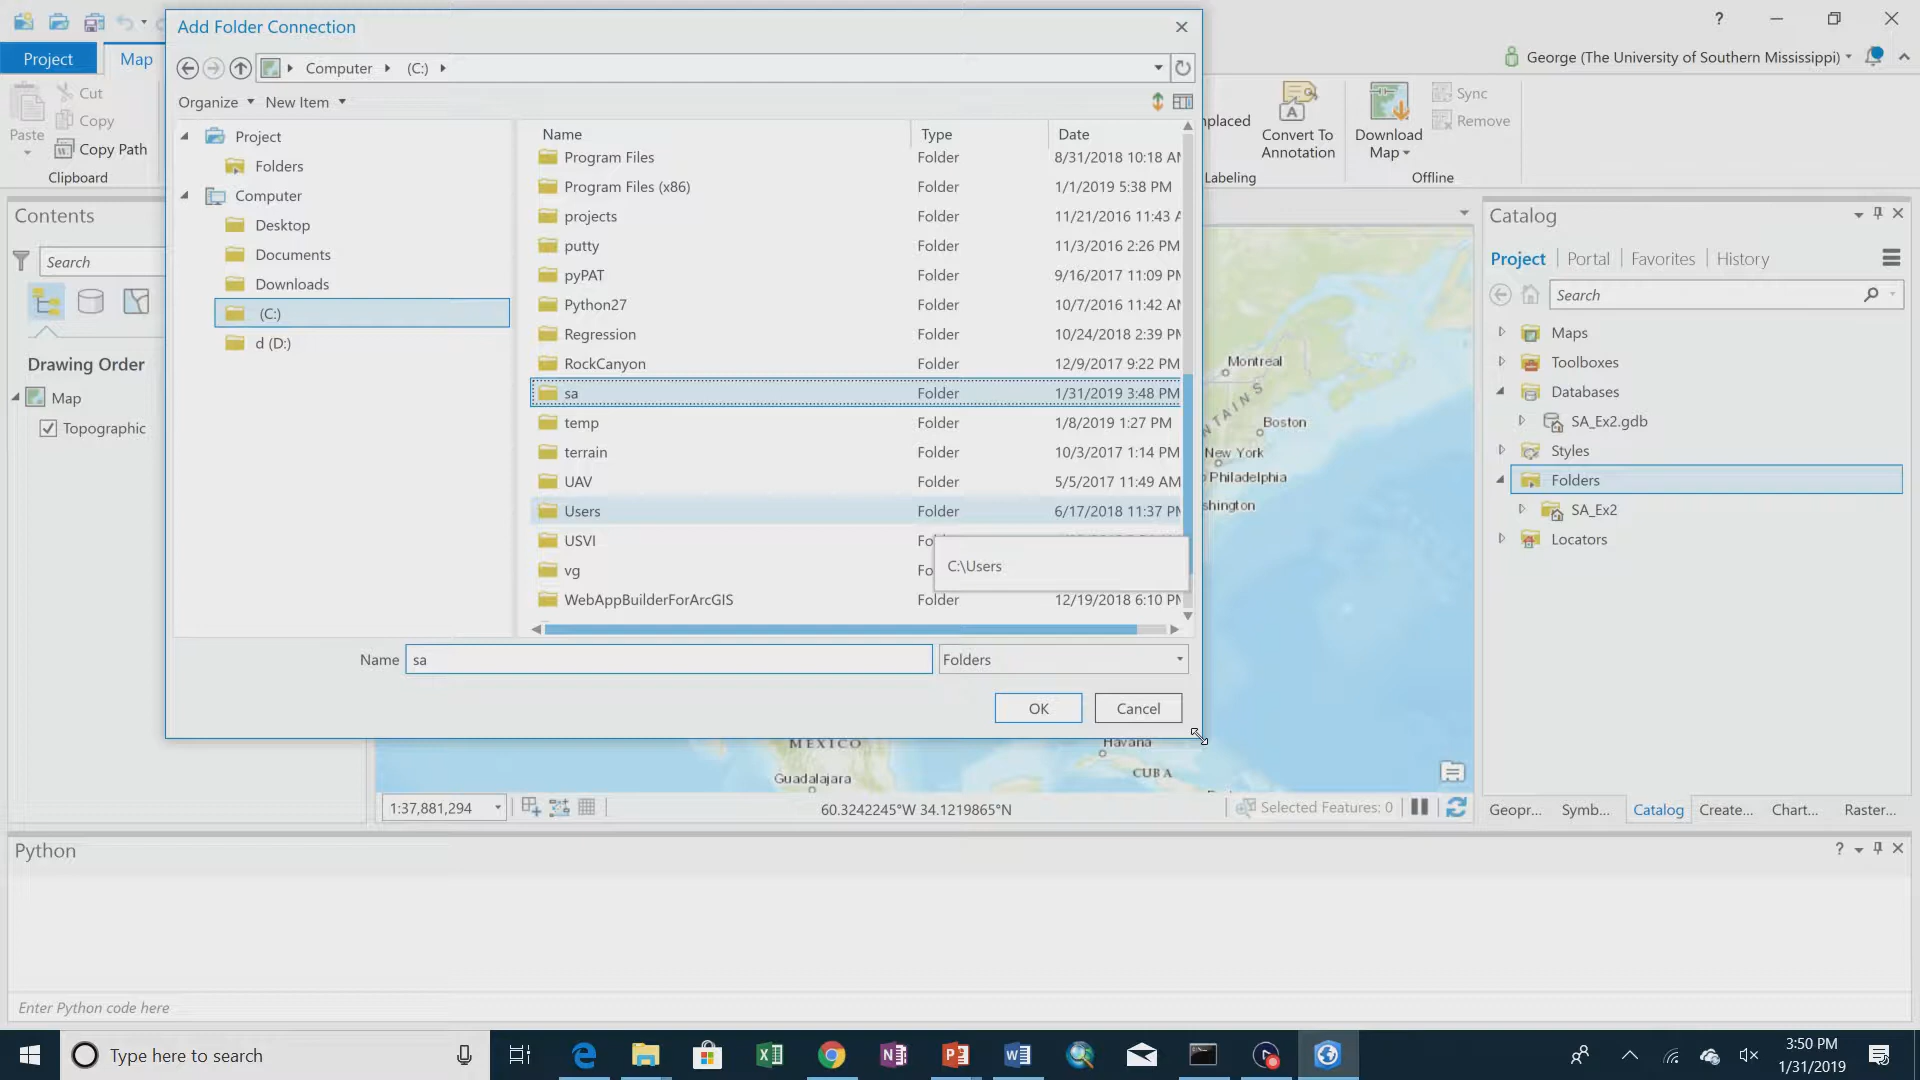 Add Folder Connection
?
Project
Map
George (The University of Southern Mississippi)
Computer
(C:)
Organize
New Item
Paste
Cut
Copy
Copy Path
Clipboard
Convert To
Annotation
Labeling
Download
Map
Sync
Remove
Offline
Project
Folders
Computer
Desktop
Documents
Downloads
(C:)
d (D:)
Name Type Date
Program Files Folder 8/31/2018 10:18 AM
Program Files (x86) Folder 1/1/2019 5:38 PM
projects Folder 11/21/2016 11:43 A
putty Folder 11/3/2016 2:26 PM
pyPAT Folder 9/16/2017 11:09 PM
Python27 Folder 10/7/2016 11:42 AM
Regression Folder 10/24/2018 2:39 PM
RockCanyon Folder 12/9/2017 9:22 PM
sa Folder 1/31/2019 3:48 PM
temp Folder 1/8/2019 1:27 PM
terrain Folder 10/3/2017 1:14 PM
UAV Folder 5/5/2017 11:49 AM
Users Folder 6/17/2018 11:37 PM
USVI Fo
vg Fo
C:\Users
WebAppBuilderForArcGIS Folder 12/19/2018 6:10 PM
Name sa Folders
OK Cancel
Contents
Search
Drawing Order
Map
Topographic
Montreal
Boston
New York
Philadelphia
shington
TAINS
MEXICO
Guadalajara
Havana
CUBA
1:37,881,294
60.3242245°W 34.1219865°N
Selected Features: 0
Catalog
Project Portal Favorites History
Search
Maps
Toolboxes
Databases
SA_Ex2.gdb
Styles
Folders
SA_Ex2
Locators
Geopr... Symb... Catalog Create... Chart... Raster...
Python
?
Enter Python code here
Type here to search
3:50 PM
1/31/2019